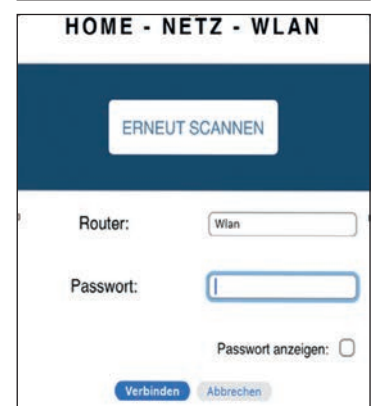 HOME - NETZ - WLAN
ERNEUT SCANNEN
Router: Wlan
Passwort:
Passwort anzeigen:
Verbinden Abbrechen